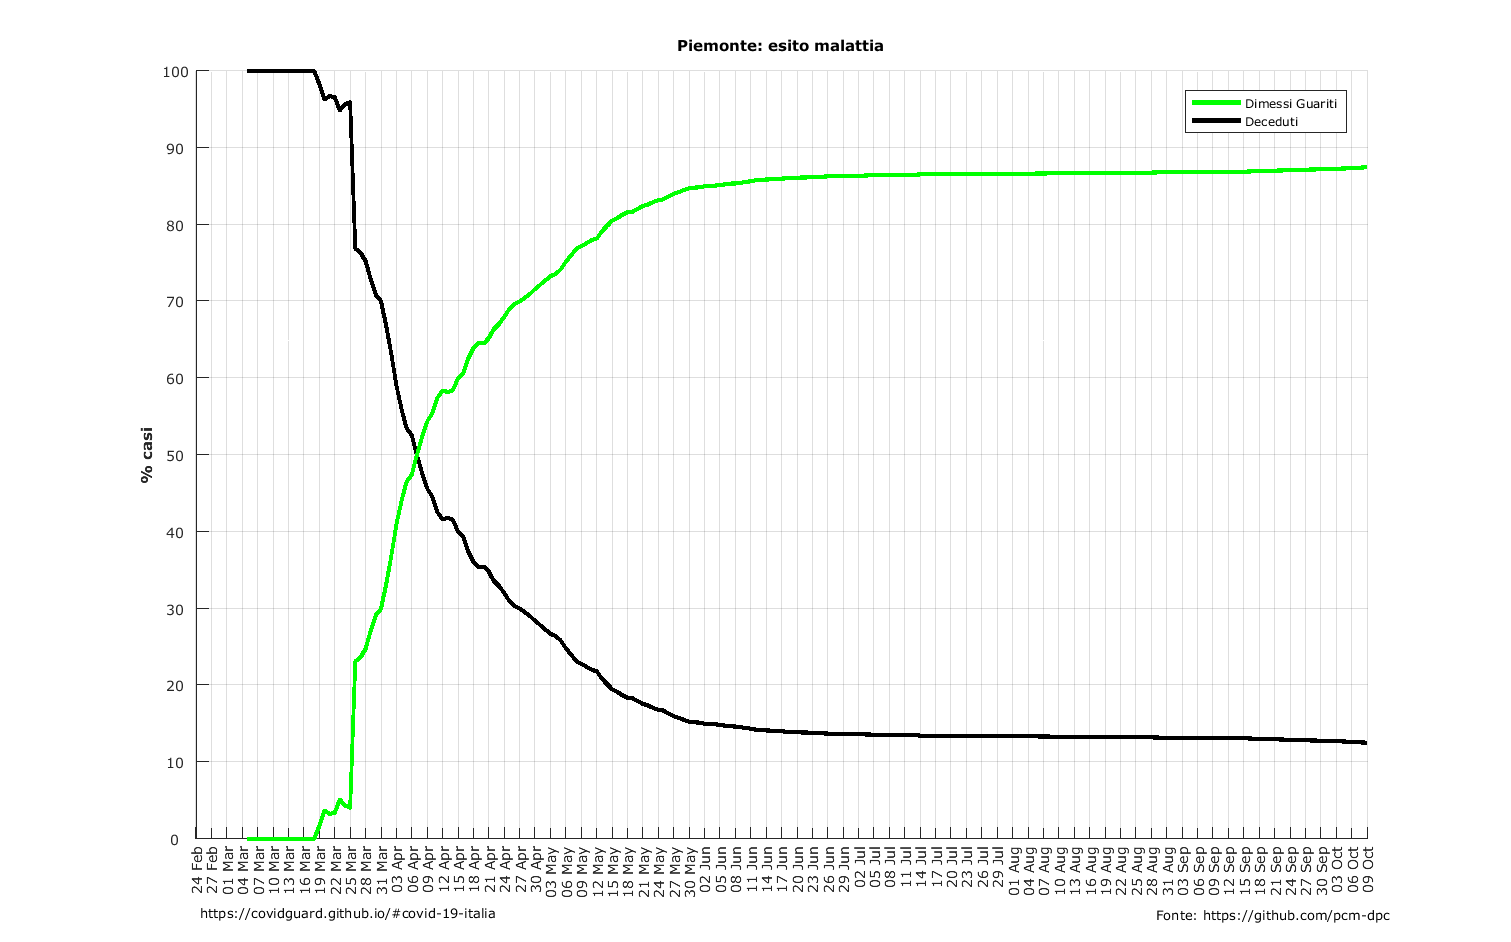 Piemonte: esito malattia
100
90
80
70
60
50
40
30
20
10
0
% casi
Dimessi Guariti
Deceduti
24 Feb
27 Feb
01 Mar
04 Mar
07 Mar
10 Mar
13 Mar
16 Mar
19 Mar
22 Mar
25 Mar
28 Mar
31 Mar
03 Apr
06 Apr
09 Apr
12 Apr
15 Apr
18 Apr
21 Apr
24 Apr
27 Apr
30 Apr
03 May
06 May
09 May
12 May
15 May
18 May
21 May
24 May
27 May
30 May
02 Jun
05 Jun
08 Jun
11 Jun
14 Jun
17 Jun
20 Jun
23 Jun
26 Jun
29 Jun
02 Jul
05 Jul
08 Jul
11 Jul
14 Jul
17 Jul
20 Jul
23 Jul
26 Jul
29 Jul
01 Aug
04 Aug
07 Aug
10 Aug
13 Aug
16 Aug
19 Aug
22 Aug
25 Aug
28 Aug
31 Aug
03 Sep
06 Sep
09 Sep
12 Sep
15 Sep
18 Sep
21 Sep
24 Sep
27 Sep
30 Sep
03 Oct
06 Oct
09 Oct
https://covidguard.github.io/#covid-19-italia
Fonte: https://github.com/pcm-dpc